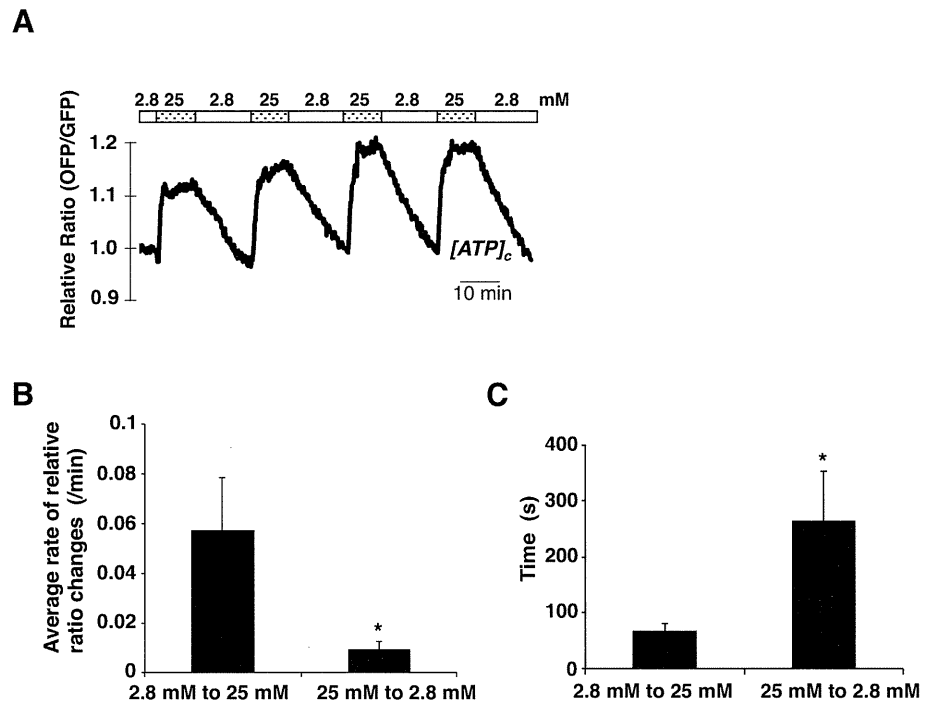 A
2.8 25 2.8 25 2.8 25 2.8 25 2.8 mM
Relative Ratio (OFP/GFP)
1.2
1.1
1.0
0.9
[ATP]c
10 min
B
Average rate of relative
ratio changes (/min)
0.1
0.08
0.06
0.04
0.02
0
*
2.8 mM to 25 mM
25 mM to 2.8 mM
C
Time (s)
400
300
200
100
0
*
2.8 mM to 25 mM
25 mM to 2.8 mM